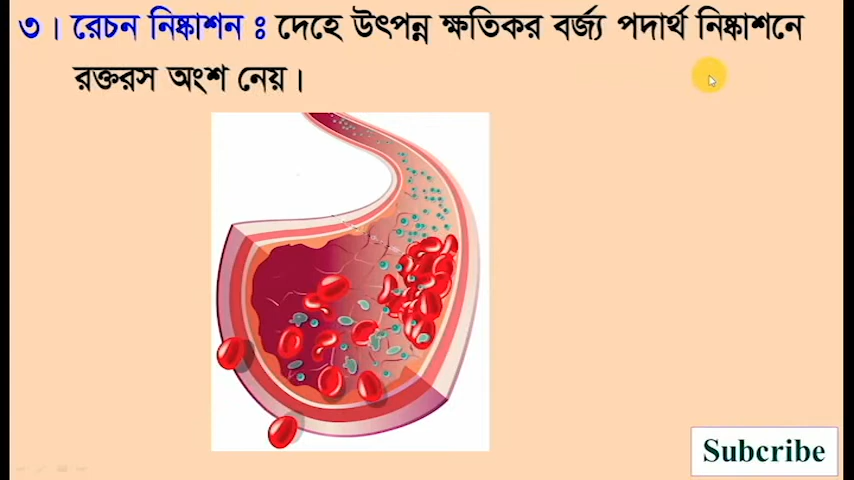 ৩। রেচন নিষ্কাশন ঃ দেহে উৎপন্ন ক্ষতিকর বর্জ্য পদার্থ নিষ্কাশনে
রক্তরস অংশ নেয়।
Subcribe